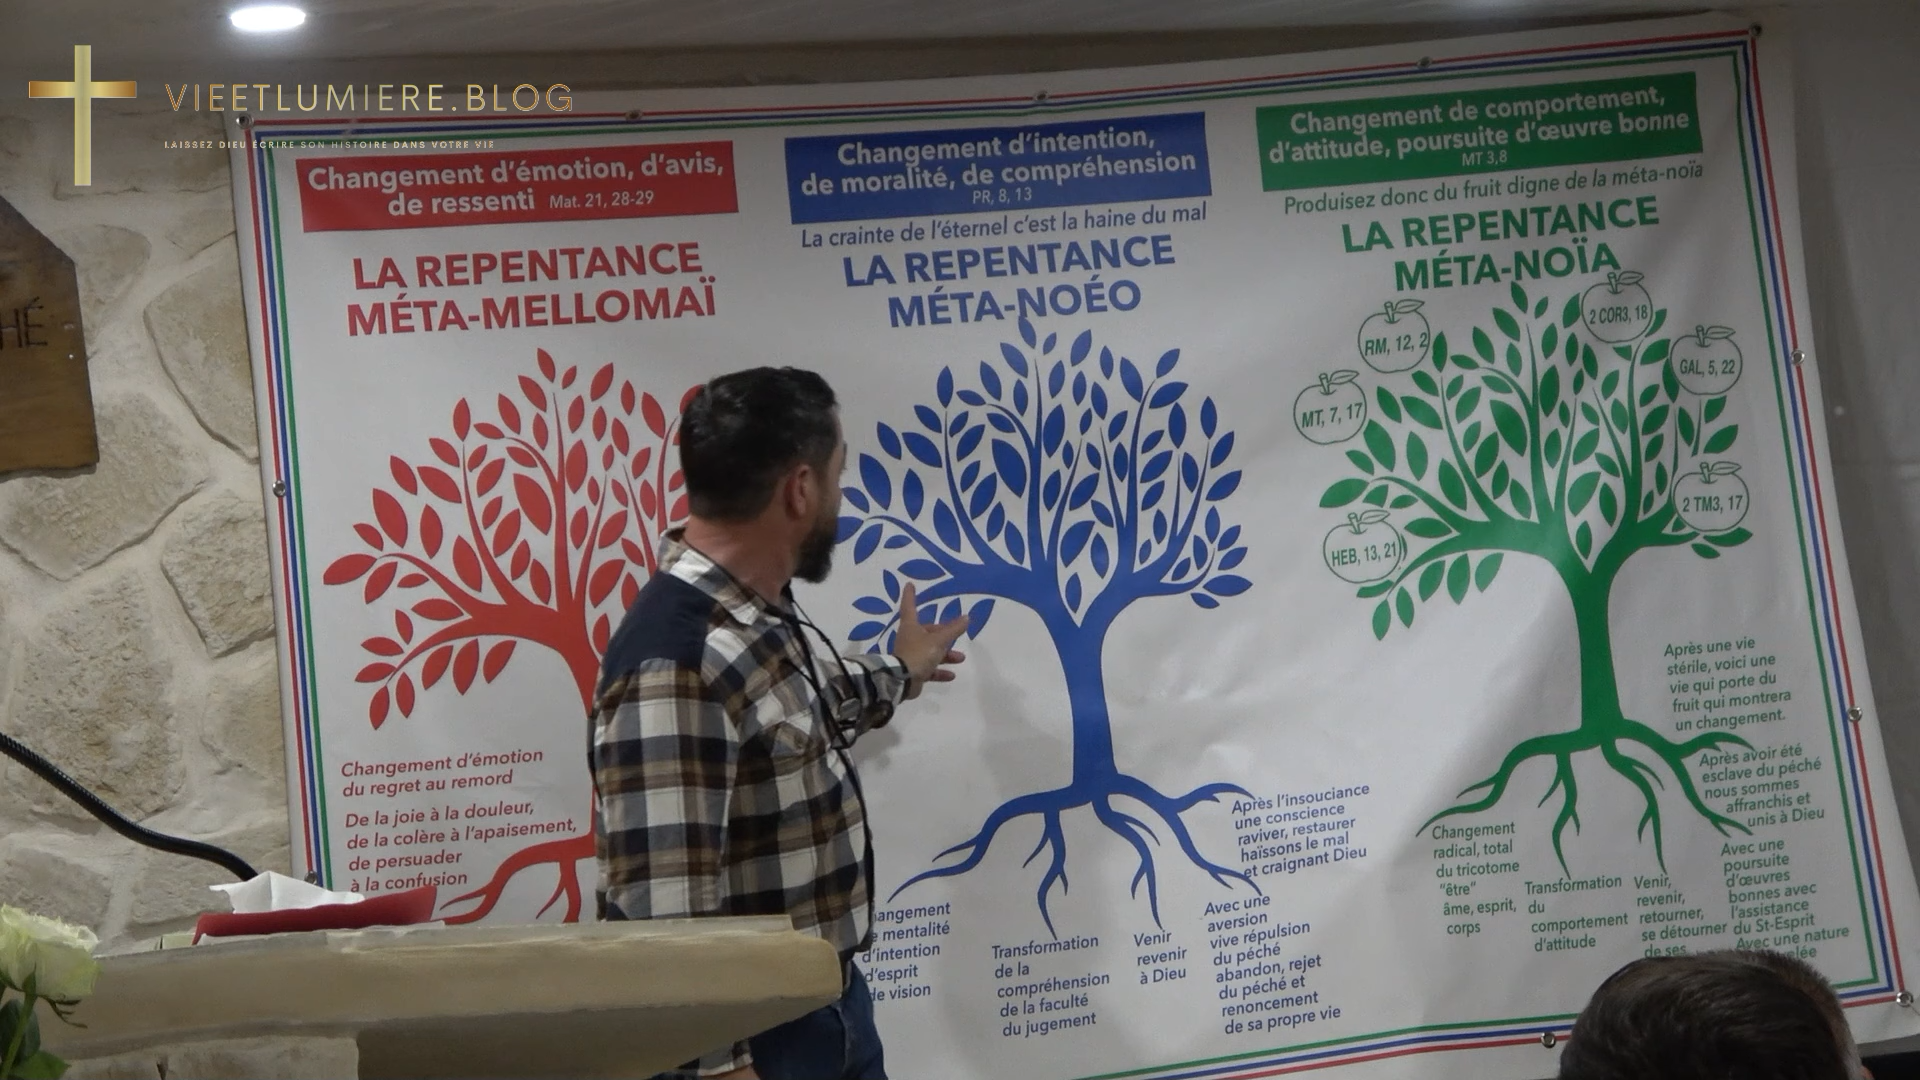 VIEETLUMIERE.BLOG
LAISSEZ DIEU ÉCRIRE SON HISTOIRE DANS VOTRE VIE
HÉ
Changement d'émotion, d'avis,
de ressenti Mat. 21, 28-29
LA REPENTANCE
MÉTA-MELLOMAÏ
Changement d'émotion
du regret au remord
De la joie à la douleur,
de la colère à l'apaisement,
de persuader
à la confusion
Changement d'intention,
de moralité, de compréhension
PR, 8, 13
La crainte de l'éternel c'est la haine du mal
LA REPENTANCE
MÉTA-NOÉO
Après l'insouciance
une conscience
raviver, restaurer
haïssons le mal
et craignant Dieu
angement
e mentalité
d'intention
d'esprit
de vision
Transformation
de la
compréhension
de la faculté
du jugement
Venir
revenir
à Dieu
Avec une
aversion
vive répulsion
du péché
abandon, rejet
du péché et
renoncement
de sa propre vie
Changement de comportement,
d'attitude, poursuite d'œuvre bonne
MT 3,8
Produisez donc du fruit digne de la méta-noïa
LA REPENTANCE
MÉTA-NOÏA
RM, 12, 2
2 COR3, 18
GAL, 5, 22
MT, 7, 17
2 TM3, 17
HEB, 13, 21
Après une vie
stérile, voici une
vie qui porte du
fruit qui montrera
un changement.
Après avoir été
esclave du péché
nous sommes
affranchis et
unis à Dieu
Changement
radical, total
du tricotome
"être"
âme, esprit,
corps
Transformation
du
comportement
d'attitude
Venir,
revenir,
retourner,
se détourner
de ses
Avec une
poursuite
d'œuvres
bonnes avec
l'assistance
du St-Esprit
Avec une nature
velée